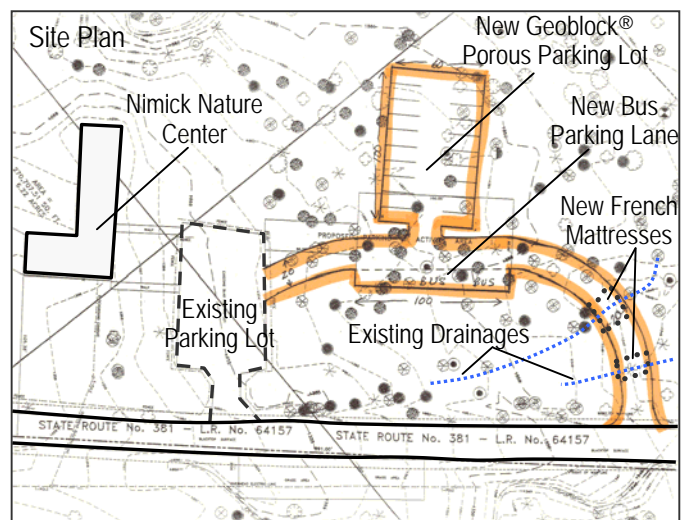 Site Plan
New Geoblock®
Porous Parking Lot
Nimick Nature
Center
New Bus
Parking Lane
New French
Mattresses
PROPOSED
BUS BUS
100
Existing
Parking Lot
Existing Drainages
STATE ROUTE No. 381 – L.R. No. 64157
STATE ROUTE No. 381 – L.R. No. 64157